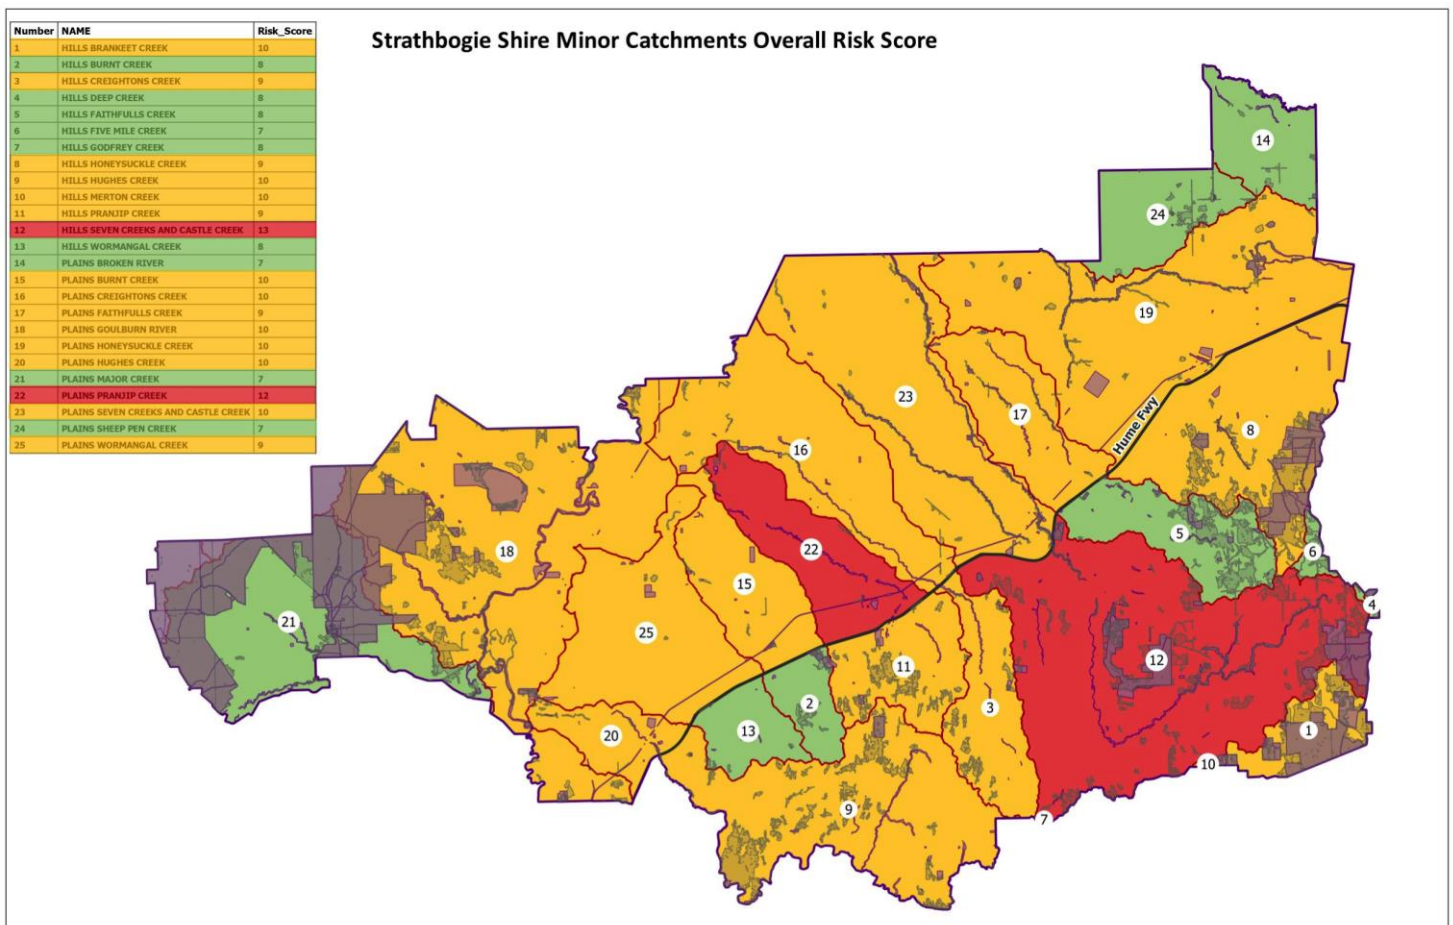 Strathbogie Shire Minor Catchments Overall Risk Score
Number NAME Risk_Score
1 HILLS BRANKEET CREEK 10
2 HILLS BURNT CREEK 8
3 HILLS CREIGHTONS CREEK 9
4 HILLS DEEP CREEK 8
5 HILLS FAITHFULLS CREEK 8
6 HILLS FIVE MILE CREEK 7
7 HILLS GODFREY CREEK 8
8 HILLS HONEYSUCKLE CREEK 9
9 HILLS HUGHES CREEK 10
10 HILLS MERTON CREEK 10
11 HILLS PRANJIP CREEK 9
12 HILLS SEVEN CREEKS AND CASTLE CREEK 13
13 HILLS WORMANGAL CREEK 8
14 PLAINS BROKEN RIVER 7
15 PLAINS BURNT CREEK 10
16 PLAINS CREIGHTONS CREEK 10
17 PLAINS FAITHFULLS CREEK 9
18 PLAINS GOULBURN RIVER 10
19 PLAINS HONEYSUCKLE CREEK 10
20 PLAINS HUGHES CREEK 10
21 PLAINS MAJOR CREEK 7
22 PLAINS PRANJIP CREEK 12
23 PLAINS SEVEN CREEKS AND CASTLE CREEK 10
24 PLAINS SHEEP PEN CREEK 7
25 PLAINS WORMANGAL CREEK 9
14
24
19
23
17
Hume Fwy
8
16
5
22
18
6
15
4
21
25
12
11
2
3
13
20
1
10
9
7